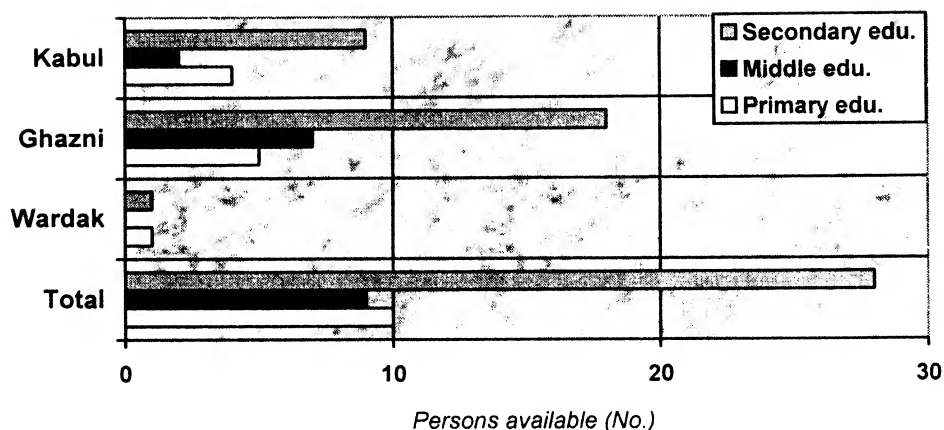 Secondary edu.
Middle edu.
Primary edu.
Kabul
Ghazni
Wardak
Total
0 10 20 30
Persons available (No.)